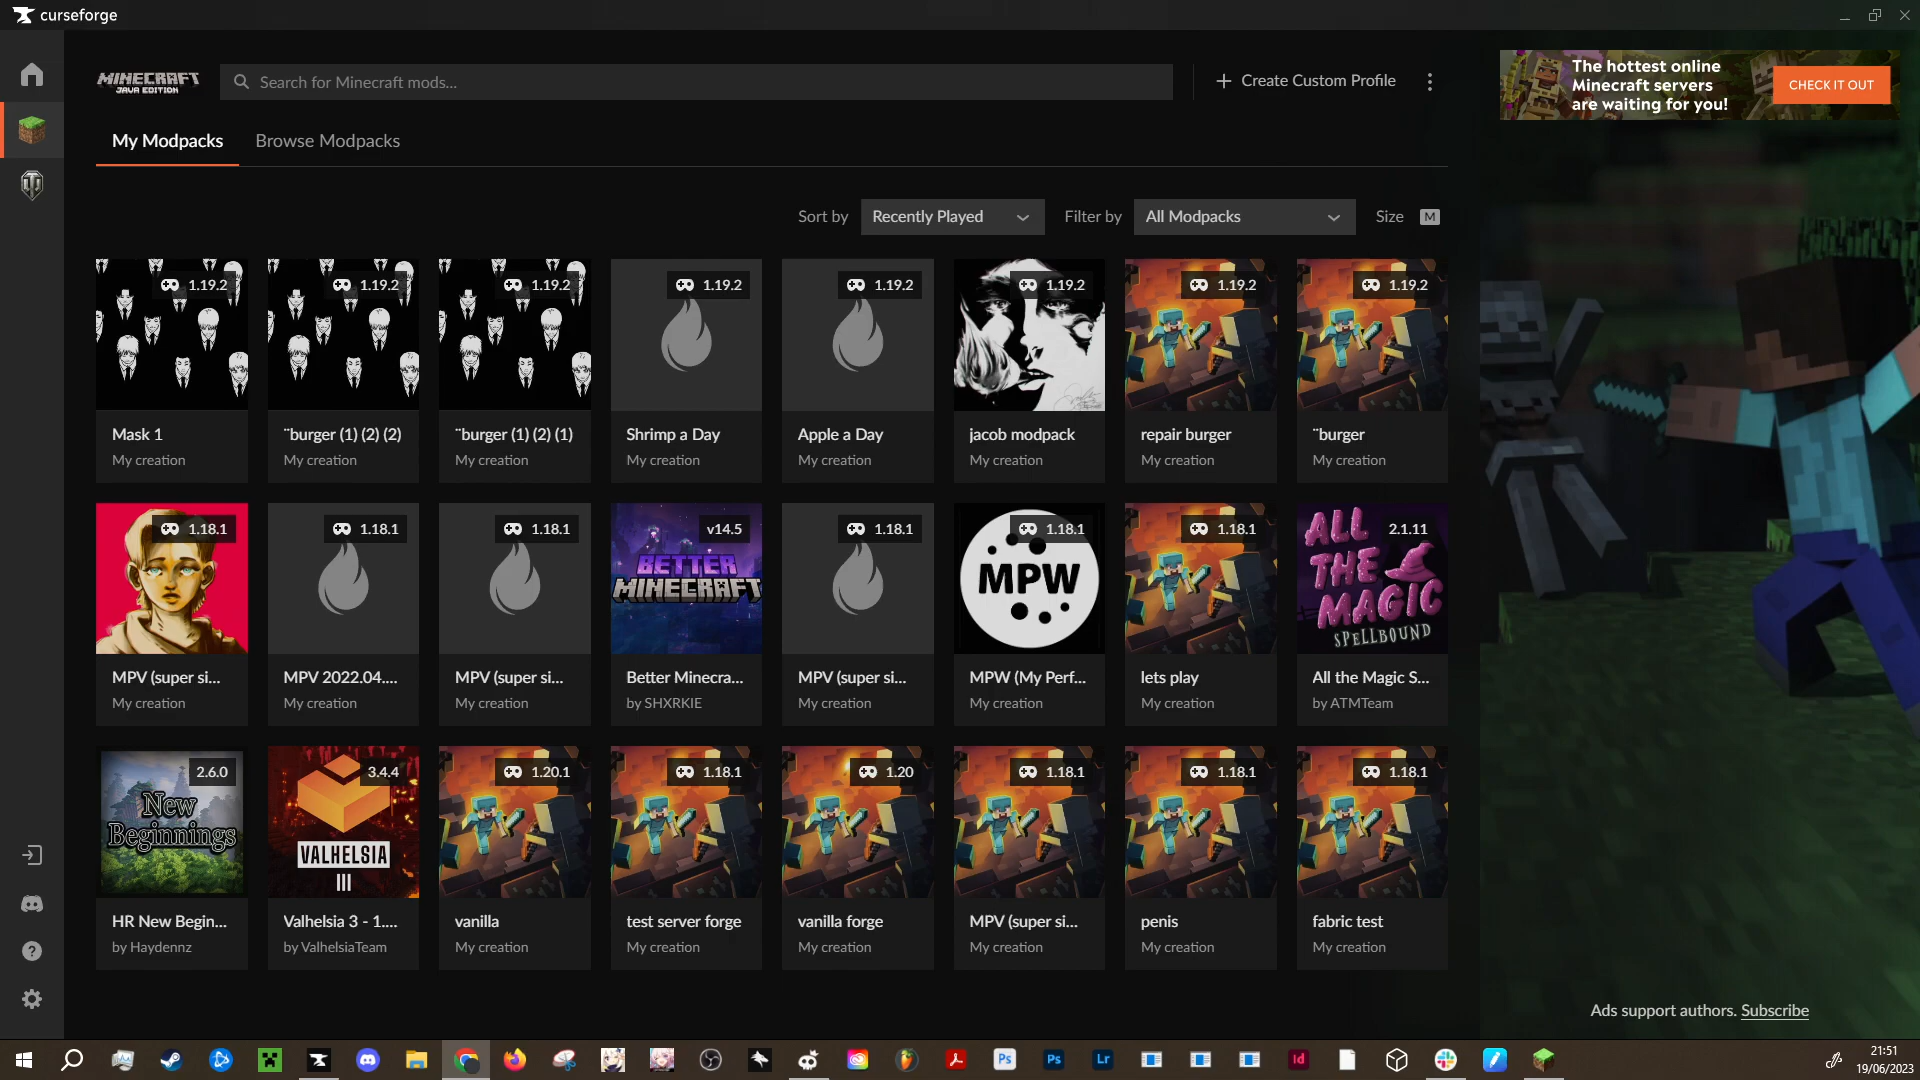 curseforge
MINECRAFT
JAVA EDITION
Search for Minecraft mods...
Create Custom Profile
The hottest online
Minecraft servers
are waiting for you!
CHECK IT OUT
My Modpacks
Browse Modpacks
Sort by
Recently Played
Filter by
All Modpacks
Size
M
1.19.2
1.19.2
1.19.2
1.19.2
1.19.2
1.19.2
1.19.2
1.19.2
Mask 1
¨burger (1) (2) (2)
¨burger (1) (2) (1)
Shrimp a Day
Apple a Day
jacob modpack
repair burger
¨burger
My creation
My creation
My creation
My creation
My creation
My creation
My creation
My creation
1.18.1
1.18.1
1.18.1
v14.5
BETTER
MINECRAFT
1.18.1
1.18.1
MPW
1.18.1
2.1.11
ALL
THE
MAGIC
SPELLBOUND
MPV (super si...
MPV 2022.04....
MPV (super si...
Better Minecra...
MPV (super si...
MPW (My Perf...
lets play
All the Magic S...
My creation
My creation
My creation
by SHXRKIE
My creation
My creation
My creation
by ATMTeam
2.6.0
New
Beginnings
3.4.4
VALHELSIA
III
1.20.1
1.18.1
1.20
1.18.1
1.18.1
1.18.1
HR New Begin...
Valhelsia 3 - 1....
vanilla
test server forge
vanilla forge
MPV (super si...
penis
fabric test
by Haydennz
by ValhelsiaTeam
My creation
My creation
My creation
My creation
My creation
My creation
Ads support authors. Subscribe
Ps
Ps
Lr
Id
21:51
19/06/2023